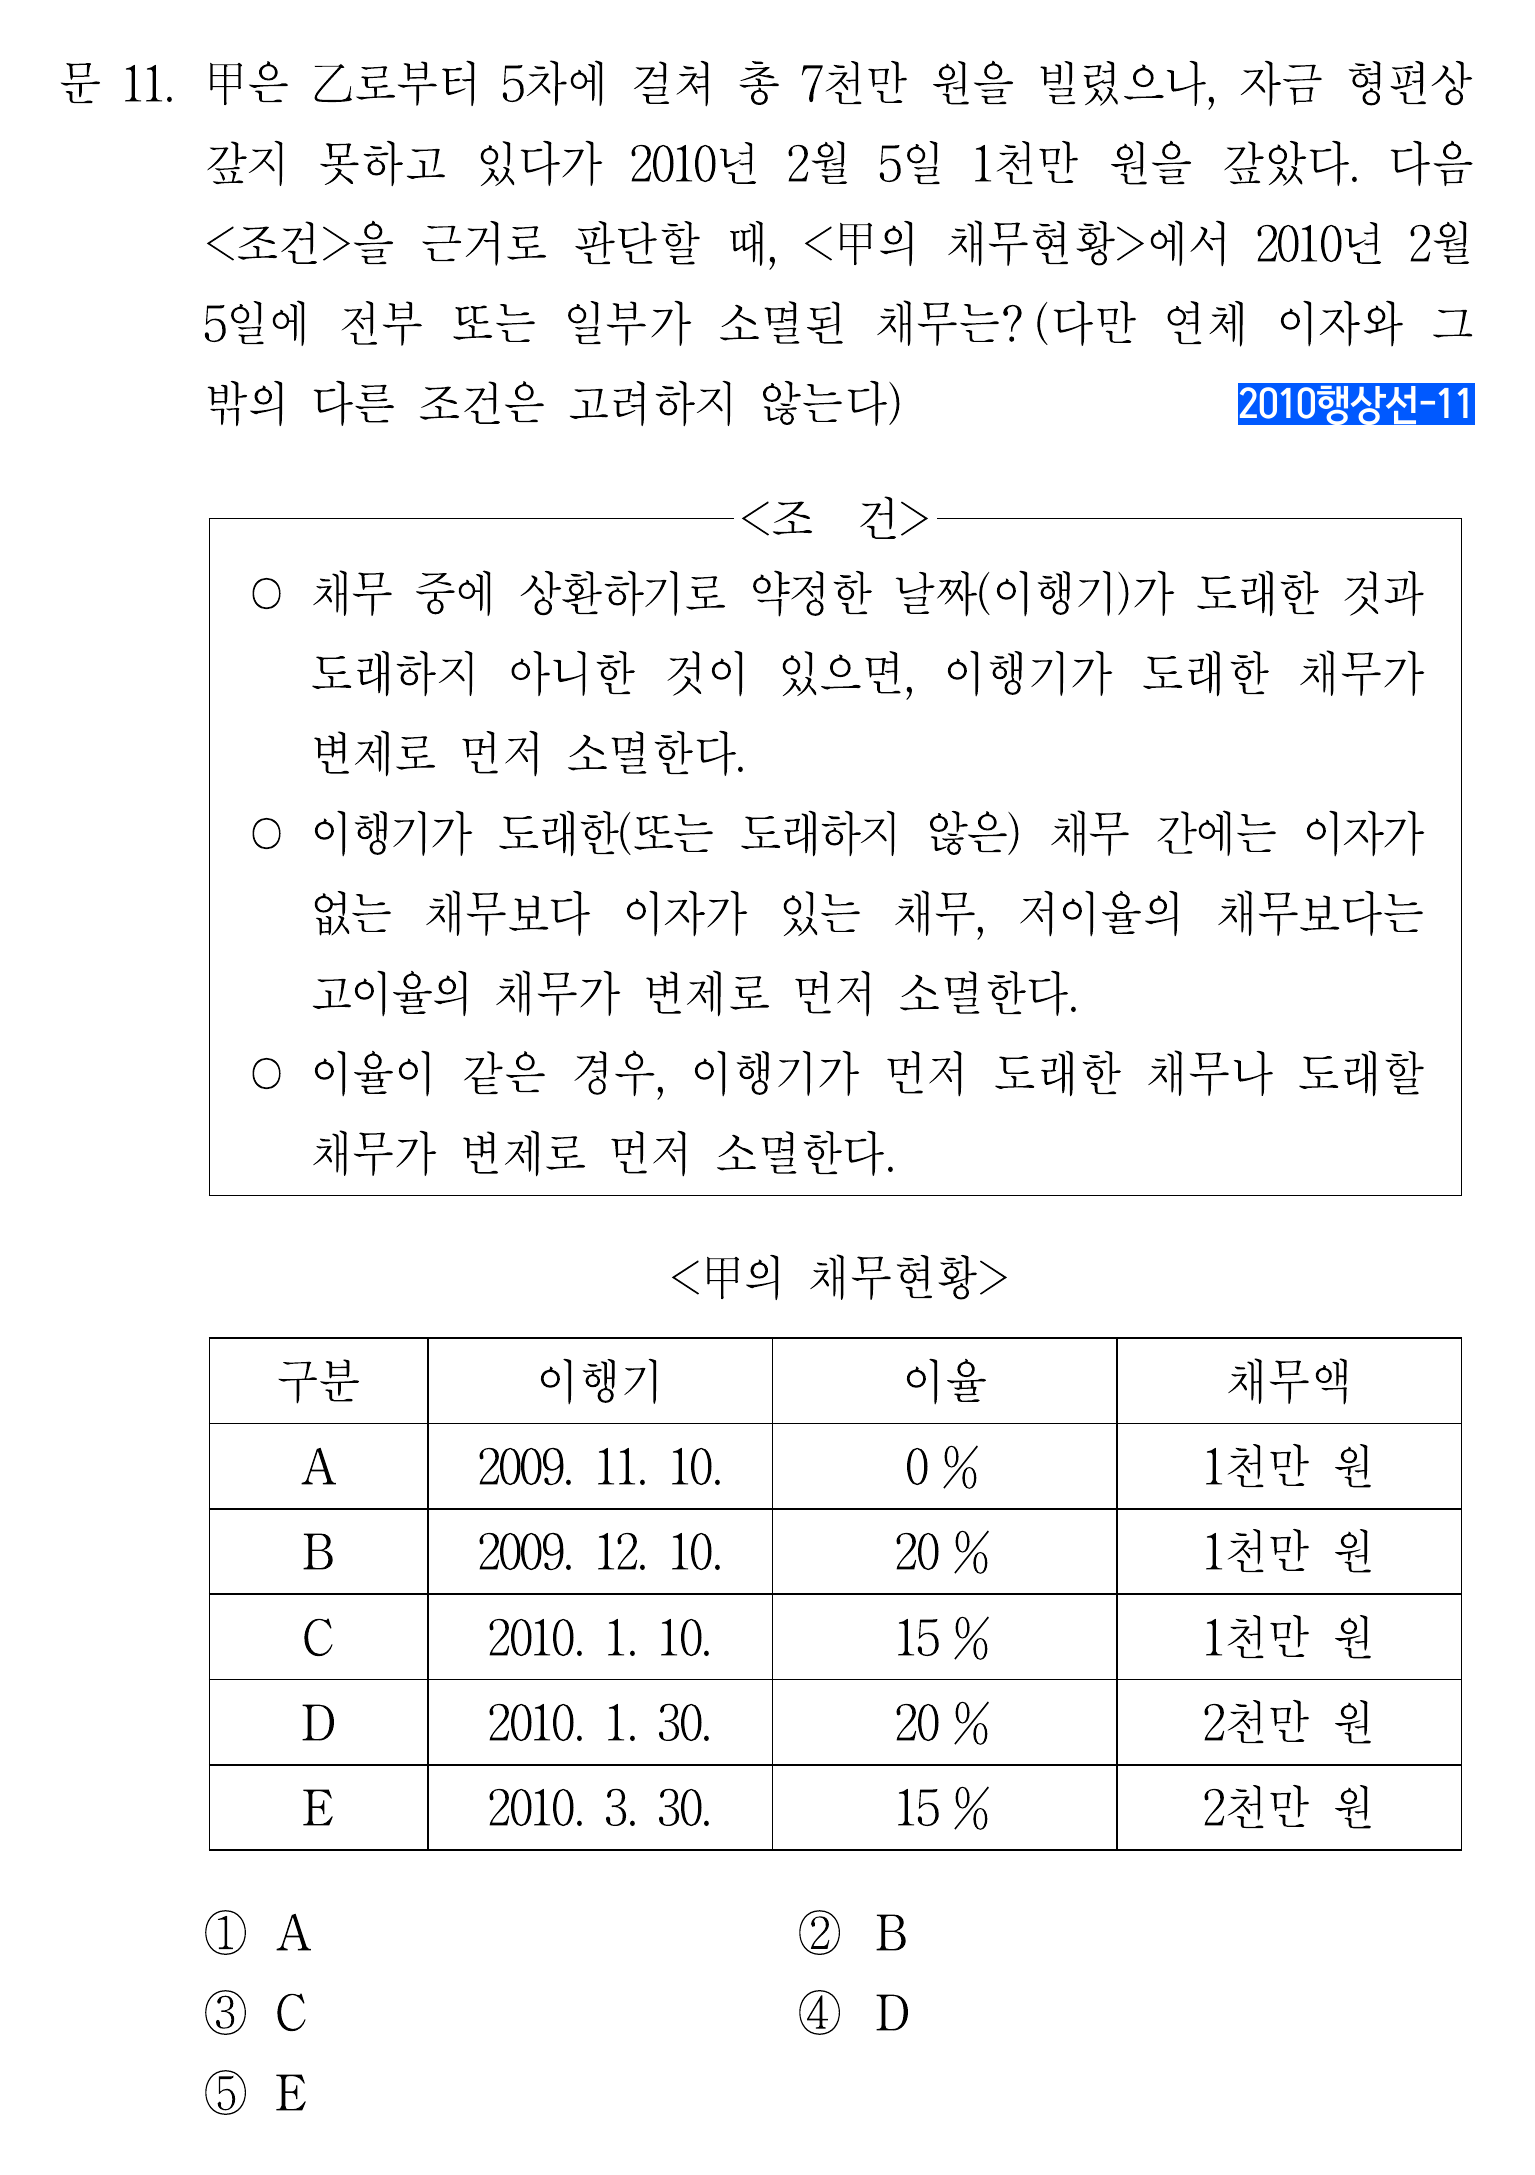 문 11. 甲은 乙로부터 5차에 걸쳐 총 7천만 원을 빌렸으나, 자금 형편상
갚지 못하고 있다가 2010년 2월 5일 1천만 원을 갚았다. 다음
<조건>을 근거로 판단할 때, <甲의 채무현황>에서 2010년 2월
5일에 전부 또는 일부가 소멸된 채무는? (다만 연체 이자와 그
밖의 다른 조건은 고려하지 않는다)
2010행상선-11
<조 건>
○ 채무 중에 상환하기로 약정한 날짜(이행기)가 도래한 것과
도래하지 아니한 것이 있으면, 이행기가 도래한 채무가
변제로 먼저 소멸한다.
○ 이행기가 도래한(또는 도래하지 않은) 채무 간에는 이자가
없는 채무보다 이자가 있는 채무, 저이율의 채무보다는
고이율의 채무가 변제로 먼저 소멸한다.
○ 이율이 같은 경우, 이행기가 먼저 도래한 채무나 도래할
채무가 변제로 먼저 소멸한다.
<甲의 채무현황>
구분 이행기 이율 채무액
A 2009. 11. 10. 0 % 1천만 원
B 2009. 12. 10. 20 % 1천만 원
C 2010. 1. 10. 15 % 1천만 원
D 2010. 1. 30. 20 % 2천만 원
E 2010. 3. 30. 15 % 2천만 원
① A ② B
③ C ④ D
⑤ E